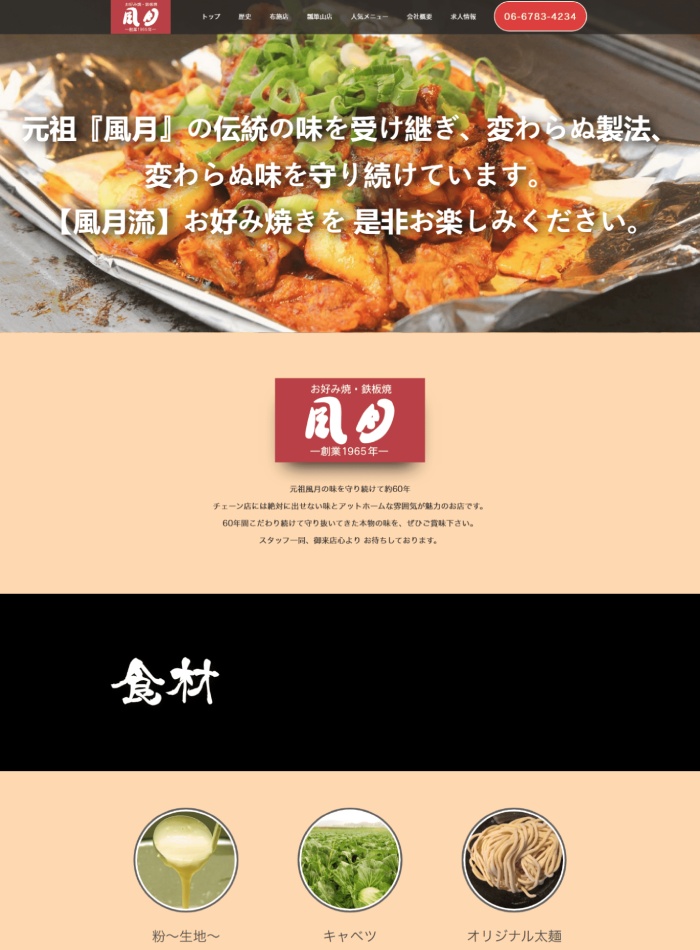 お好み焼・鉄板焼
風月
―創業1965年―
トップ 歴史 布施店 瓢箪山店 人気メニュー 会社概要 求人情報
06-6783-4234
元祖『風月』の伝統の味を受け継ぎ、変わらぬ製法、
変わらぬ味を守り続けています。
【風月流】お好み焼きを 是非お楽しみください。
お好み焼・鉄板焼
風月
―創業1965年―
元祖風月の味を守り続けて約60年
チェーン店には絶対に出せない味とアットホームな雰囲気が魅力のお店です。
60年間こだわり続けて守り抜いてきた本物の味を、ぜひご賞味下さい。
スタッフ一同、御来店心より お待ちしております。
食材
粉〜生地〜
キャベツ
オリジナル太麺